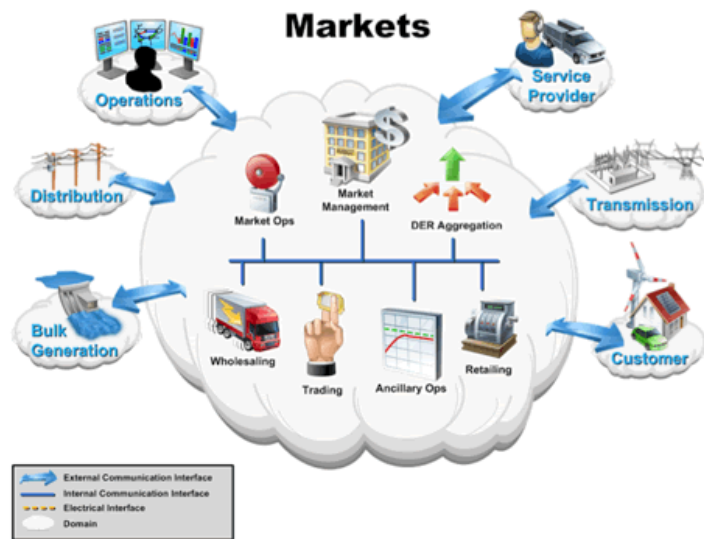 Markets
Operations
Service
Provider
Distribution
Transmission
Bulk
Generation
Customer
Market Ops
Market
Management
$
DER Aggregation
Wholesaling
Trading
Ancillary Ops
Retailing
External Communication Interface
Internal Communication Interface
Electrical Interface
Domain